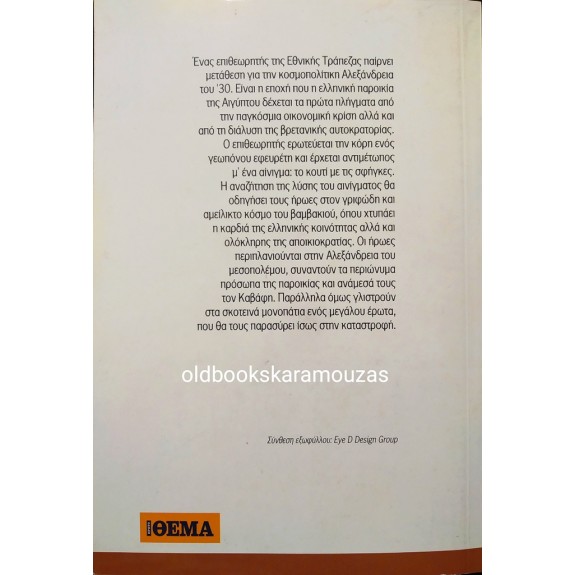 Ένας επιθεωρητής της Εθνικής Τράπεζας παίρνει
μετάθεση για την κοσμοπολίτικη Αλεξάνδρεια
του '30. Είναι η εποχή που η ελληνική παροικία
της Αιγύπτου δέχεται τα πρώτα πλήγματα από
την παγκόσμια οικονομική κρίση αλλά και
από τη διάλυση της βρετανικής αυτοκρατορίας.
Ο επιθεωρητής ερωτεύεται την κόρη ενός
γεωπόνου εφευρέτη και έρχεται αντιμέτωπος
μ' ένα αίνιγμα: το κουτί με τις σφήγκες.
Η αναζήτηση της λύσης του αινίγματος θα
οδηγήσει τους ήρωες στον γριφώδη και
αμείλικτο κόσμο του βαμβακιού, όπου χτυπάει
η καρδιά της ελληνικής κοινότητας αλλά και
ολόκληρης της αποικιοκρατίας. Οι ήρωες
περιπλανιούνται στην Αλεξάνδρεια του
μεσοπολέμου, συναντούν τα περιώνυμα
πρόσωπα της παροικίας και ανάμεσά τους
τον Καβάφη. Παράλληλα όμως γλιστρούν
στα σκοτεινά μονοπάτια ενός μεγάλου έρωτα,
που θα τους παρασύρει ίσως στην καταστροφή.
oldbookskaramouzas
Σύνθεση εξωφύλλου: Eye D Design Group
ΘΕΜΑ